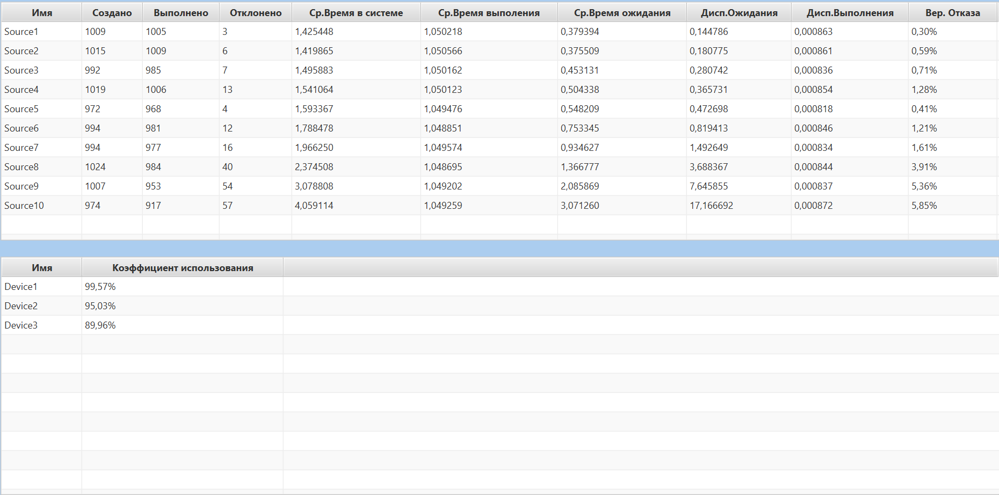 Имя Создано Выполнено Отклонено Ср.Время в системе Ср.Время выполения Ср.Время ожидания Дисп.Ожидания Дисп.Выполнения Вер. Отказа
Source1 1009 1005 3 1,425448 1,050218 0,379394 0,144786 0,000863 0,30%
Source2 1015 1009 6 1,419865 1,050566 0,375509 0,180775 0,000861 0,59%
Source3 992 985 7 1,495883 1,050162 0,453131 0,280742 0,000836 0,71%
Source4 1019 1006 13 1,541064 1,050123 0,504338 0,365731 0,000854 1,28%
Source5 972 968 4 1,593367 1,049476 0,548209 0,472698 0,000818 0,41%
Source6 994 981 12 1,788478 1,048851 0,753345 0,819413 0,000846 1,21%
Source7 994 977 16 1,966250 1,049574 0,934627 1,492649 0,000834 1,61%
Source8 1024 984 40 2,374508 1,048695 1,366777 3,688367 0,000844 3,91%
Source9 1007 953 54 3,078808 1,049202 2,085869 7,645855 0,000837 5,36%
Source10 974 917 57 4,059114 1,049259 3,071260 17,166692 0,000872 5,85%
Имя Коэффициент использования
Device1 99,57%
Device2 95,03%
Device3 89,96%